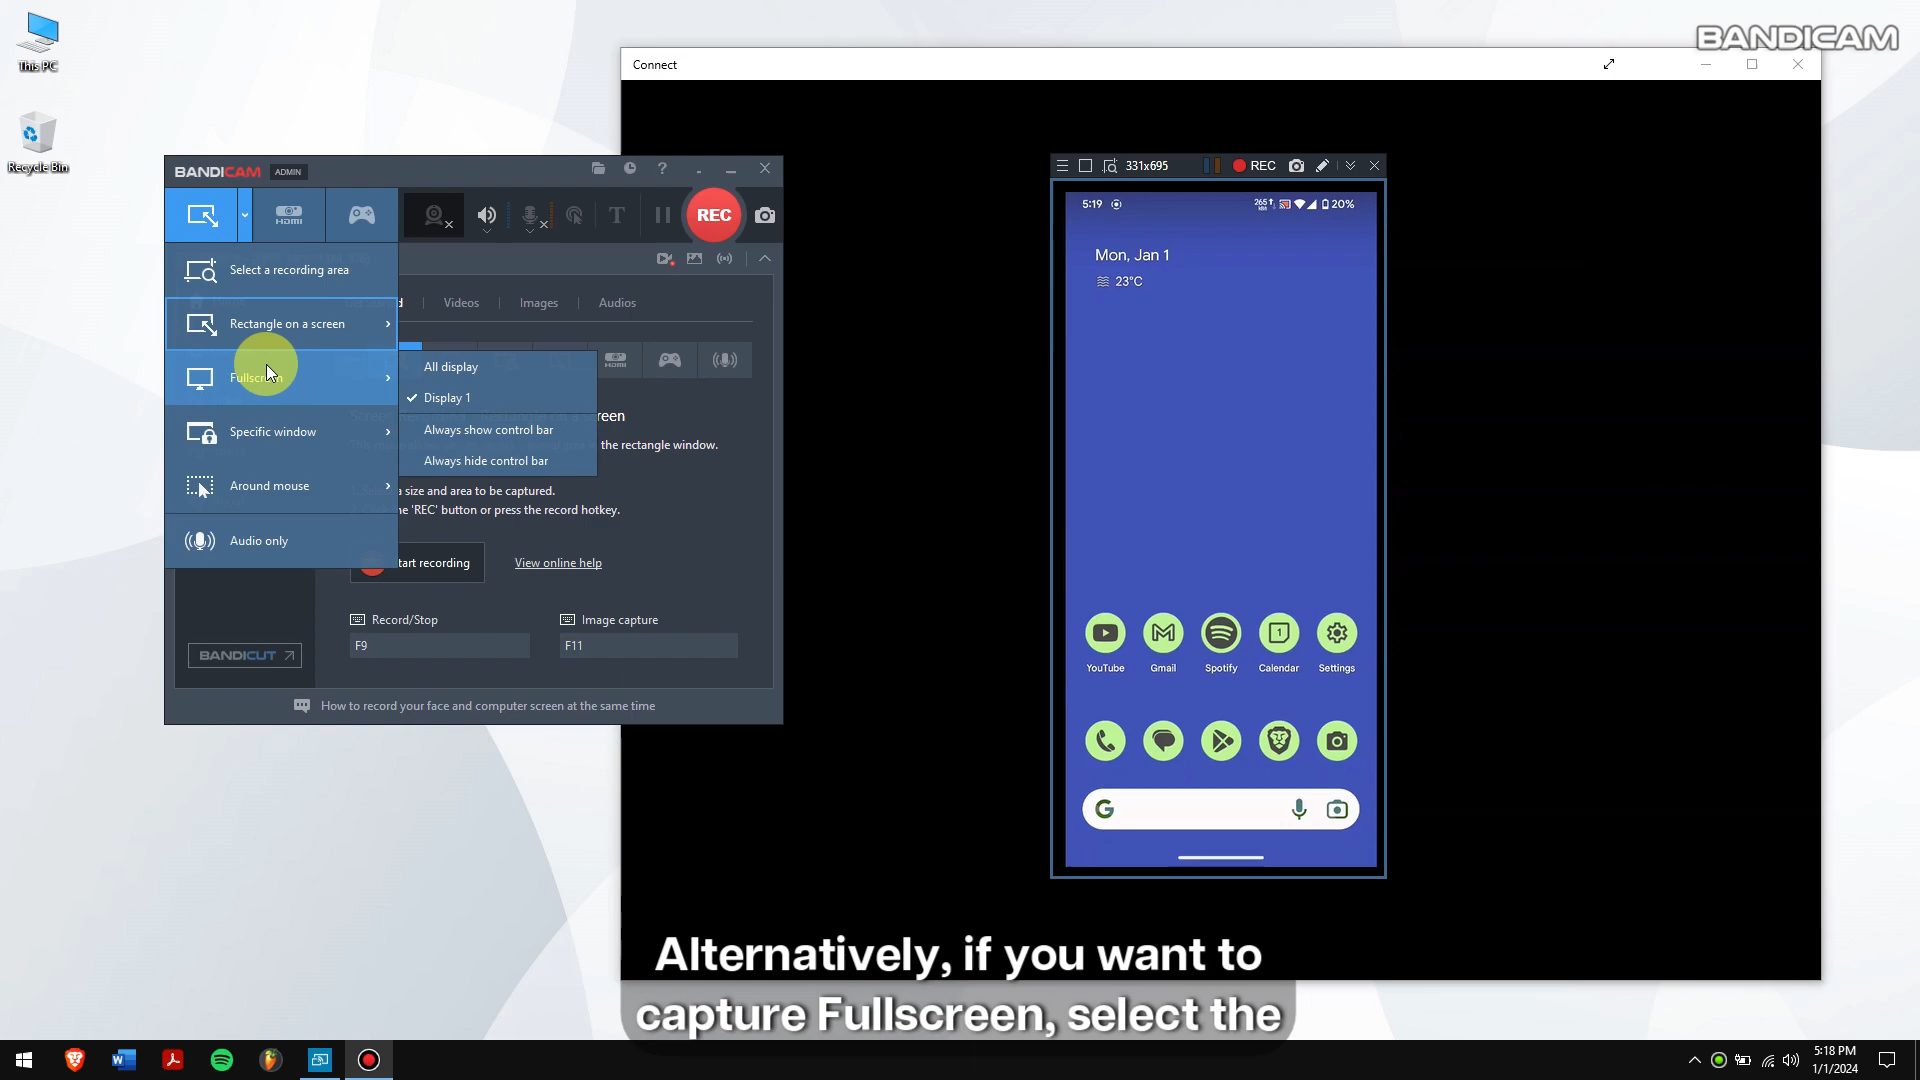 This PC
Recycle Bin
BANDICAM
Connect
BANDICAM ADMIN
HDMI
T
REC
Select a recording area
Rectangle on a screen
Fullscreen
Specific window
Around mouse
Audio only
Videos
Images
Audios
HDMI
All display
Display 1
Always show control bar
Always hide control bar
the rectangle window.
a size and area to be captured.
'REC' button or press the record hotkey.
tart recording
View online help
Record/Stop
Image capture
F9
F11
BANDICUT
How to record your face and computer screen at the same time
331x695
REC
5:19
20%
Mon, Jan 1
23°C
1
YouTube
Gmail
Spotify
Calendar
Settings
G
Alternatively, if you want to
capture Fullscreen, select the
5:18 PM
1/1/2024